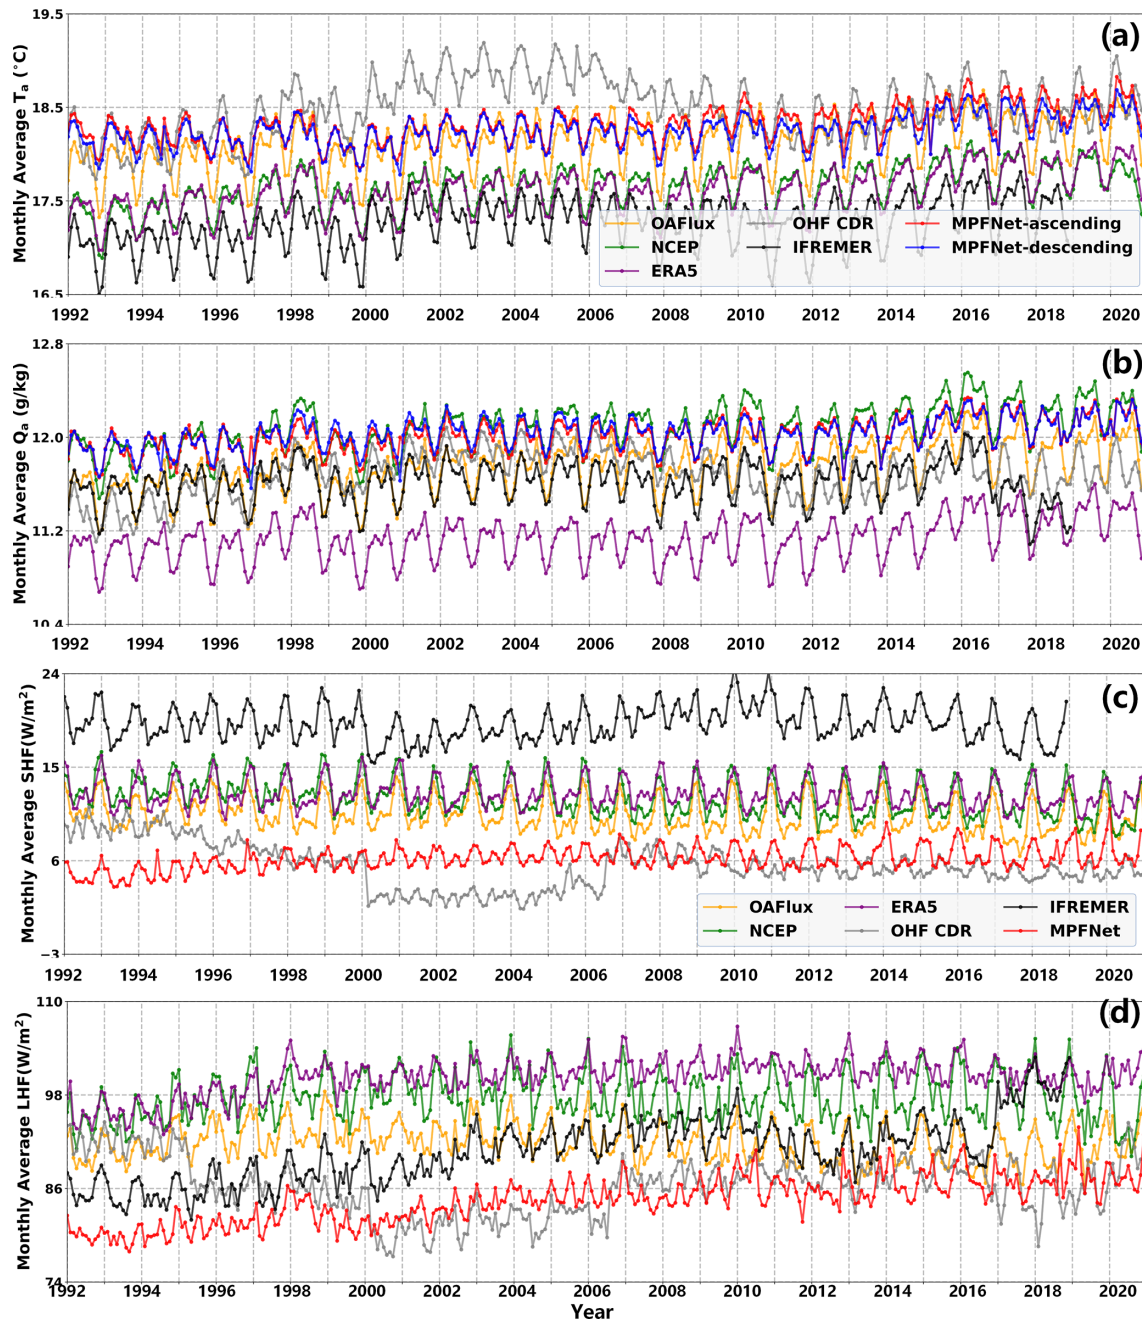 (a)
Monthly Average Ta (°C)
19.5
18.5
17.5
16.5
OAFlux OHF CDR MPFNet-ascending
NCEP IFREMER MPFNet-descending
ERA5
1992 1994 1996 1998 2000 2002 2004 2006 2008 2010 2012 2014 2016 2018 2020
(b)
Monthly Average Qa (g/kg)
12.8
12.0
11.2
10.4
1992 1994 1996 1998 2000 2002 2004 2006 2008 2010 2012 2014 2016 2018 2020
(c)
Monthly Average SHF(W/m²)
24
15
6
−3
OAFlux ERA5 IFREMER
NCEP OHF CDR MPFNet
1992 1994 1996 1998 2000 2002 2004 2006 2008 2010 2012 2014 2016 2018 2020
(d)
Monthly Average LHF(W/m²)
110
98
86
74
1992 1994 1996 1998 2000 2002 2004 2006 2008 2010 2012 2014 2016 2018 2020
Year